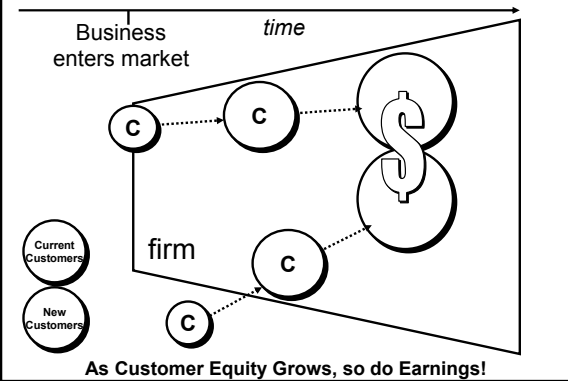 time
Business
enters market
C
C
$
C
C
firm
Current
Customers
New
Customers
As Customer Equity Grows, so do Earnings!